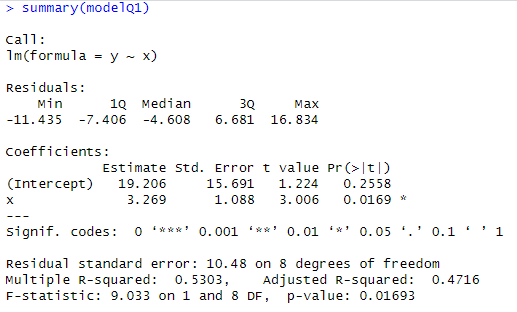 > summary(modelQ1)
Call:
lm(formula = y ~ x)
Residuals:
    Min      1Q  Median      3Q     Max
-11.435  -7.406  -4.608   6.681  16.834
Coefficients:
            Estimate Std. Error t value Pr(>|t|)
(Intercept)   19.206     15.691   1.224   0.2558
x              3.269      1.088   3.006   0.0169 *
---
Signif. codes:  0 ‘***’ 0.001 ‘**’ 0.01 ‘*’ 0.05 ‘.’ 0.1 ‘ ’ 1
Residual standard error: 10.48 on 8 degrees of freedom
Multiple R-squared:  0.5303,    Adjusted R-squared:  0.4716
F-statistic: 9.033 on 1 and 8 DF,  p-value: 0.01693